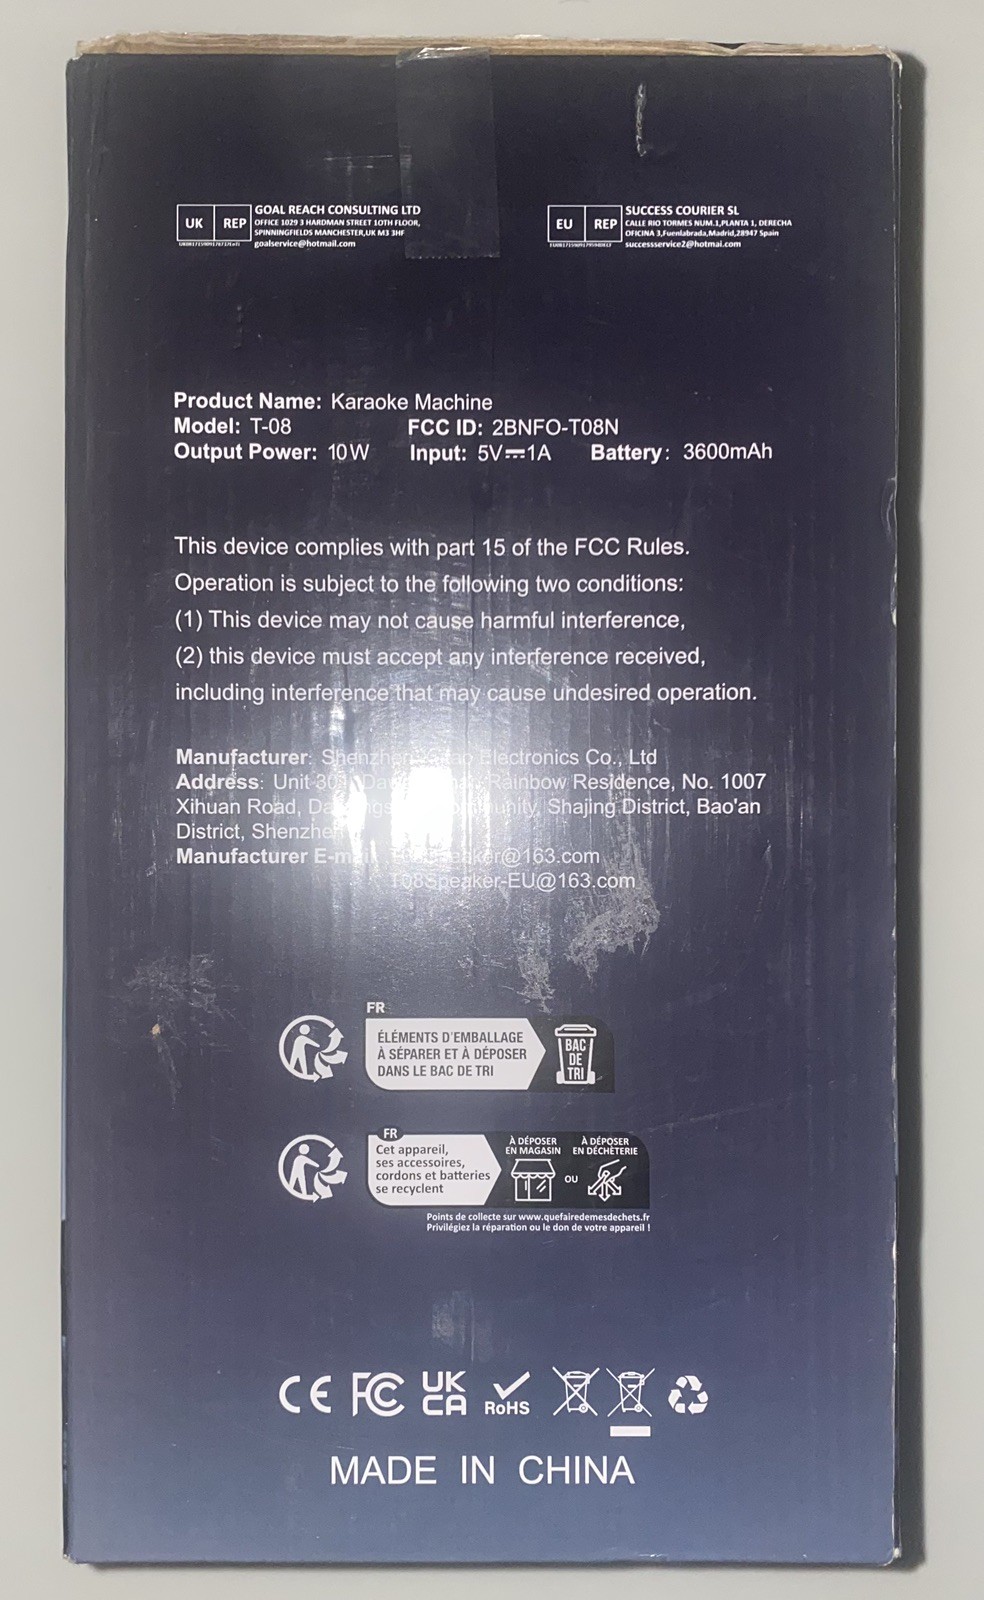 UK REP
GOAL REACH CONSULTING LTD
OFFICE 1029 3 HARDMAN STREET 10TH FLOOR,
SPINNINGFIELDS MANCHESTER,UK M3 3HF
goalservice@hotmail.com
EU REP
SUCCESS COURIER SL
CALLE RIO TORMES NUM.1,PLANTA 1, DERECHA
OFICINA 3,Fuenlabrada,Madrid,28947 Spain
successservice2@hotmai.com
Product Name: Karaoke Machine
Model: T-08 FCC ID: 2BNFO-T08N
Output Power: 10W Input: 5V⎓1A Battery: 3600mAh
This device complies with part 15 of the FCC Rules.
Operation is subject to the following two conditions:
(1) This device may not cause harmful interference,
(2) this device must accept any interference received,
including interference that may cause undesired operation.
Manufacturer: Shenzhen Electronics Co., Ltd
Address: Unit Rainbow Residence, No. 1007
Xihuan Road, Shajing District, Bao'an
District, Shenzhen
Manufacturer E-mail:
T08Speaker-EU@163.com
FR
ÉLÉMENTS D'EMBALLAGE
À SÉPARER ET À DÉPOSER
DANS LE BAC DE TRI
BAC
DE
TRI
FR
Cet appareil,
ses accessoires,
cordons et batteries
se recyclent
À DÉPOSER
EN MAGASIN
OU
À DÉPOSER
EN DÉCHÈTERIE
Points de collecte sur www.quefairedemesdechets.fr
Privilégiez la réparation ou le don de votre appareil !
CE FC UK
CA RoHS
MADE IN CHINA